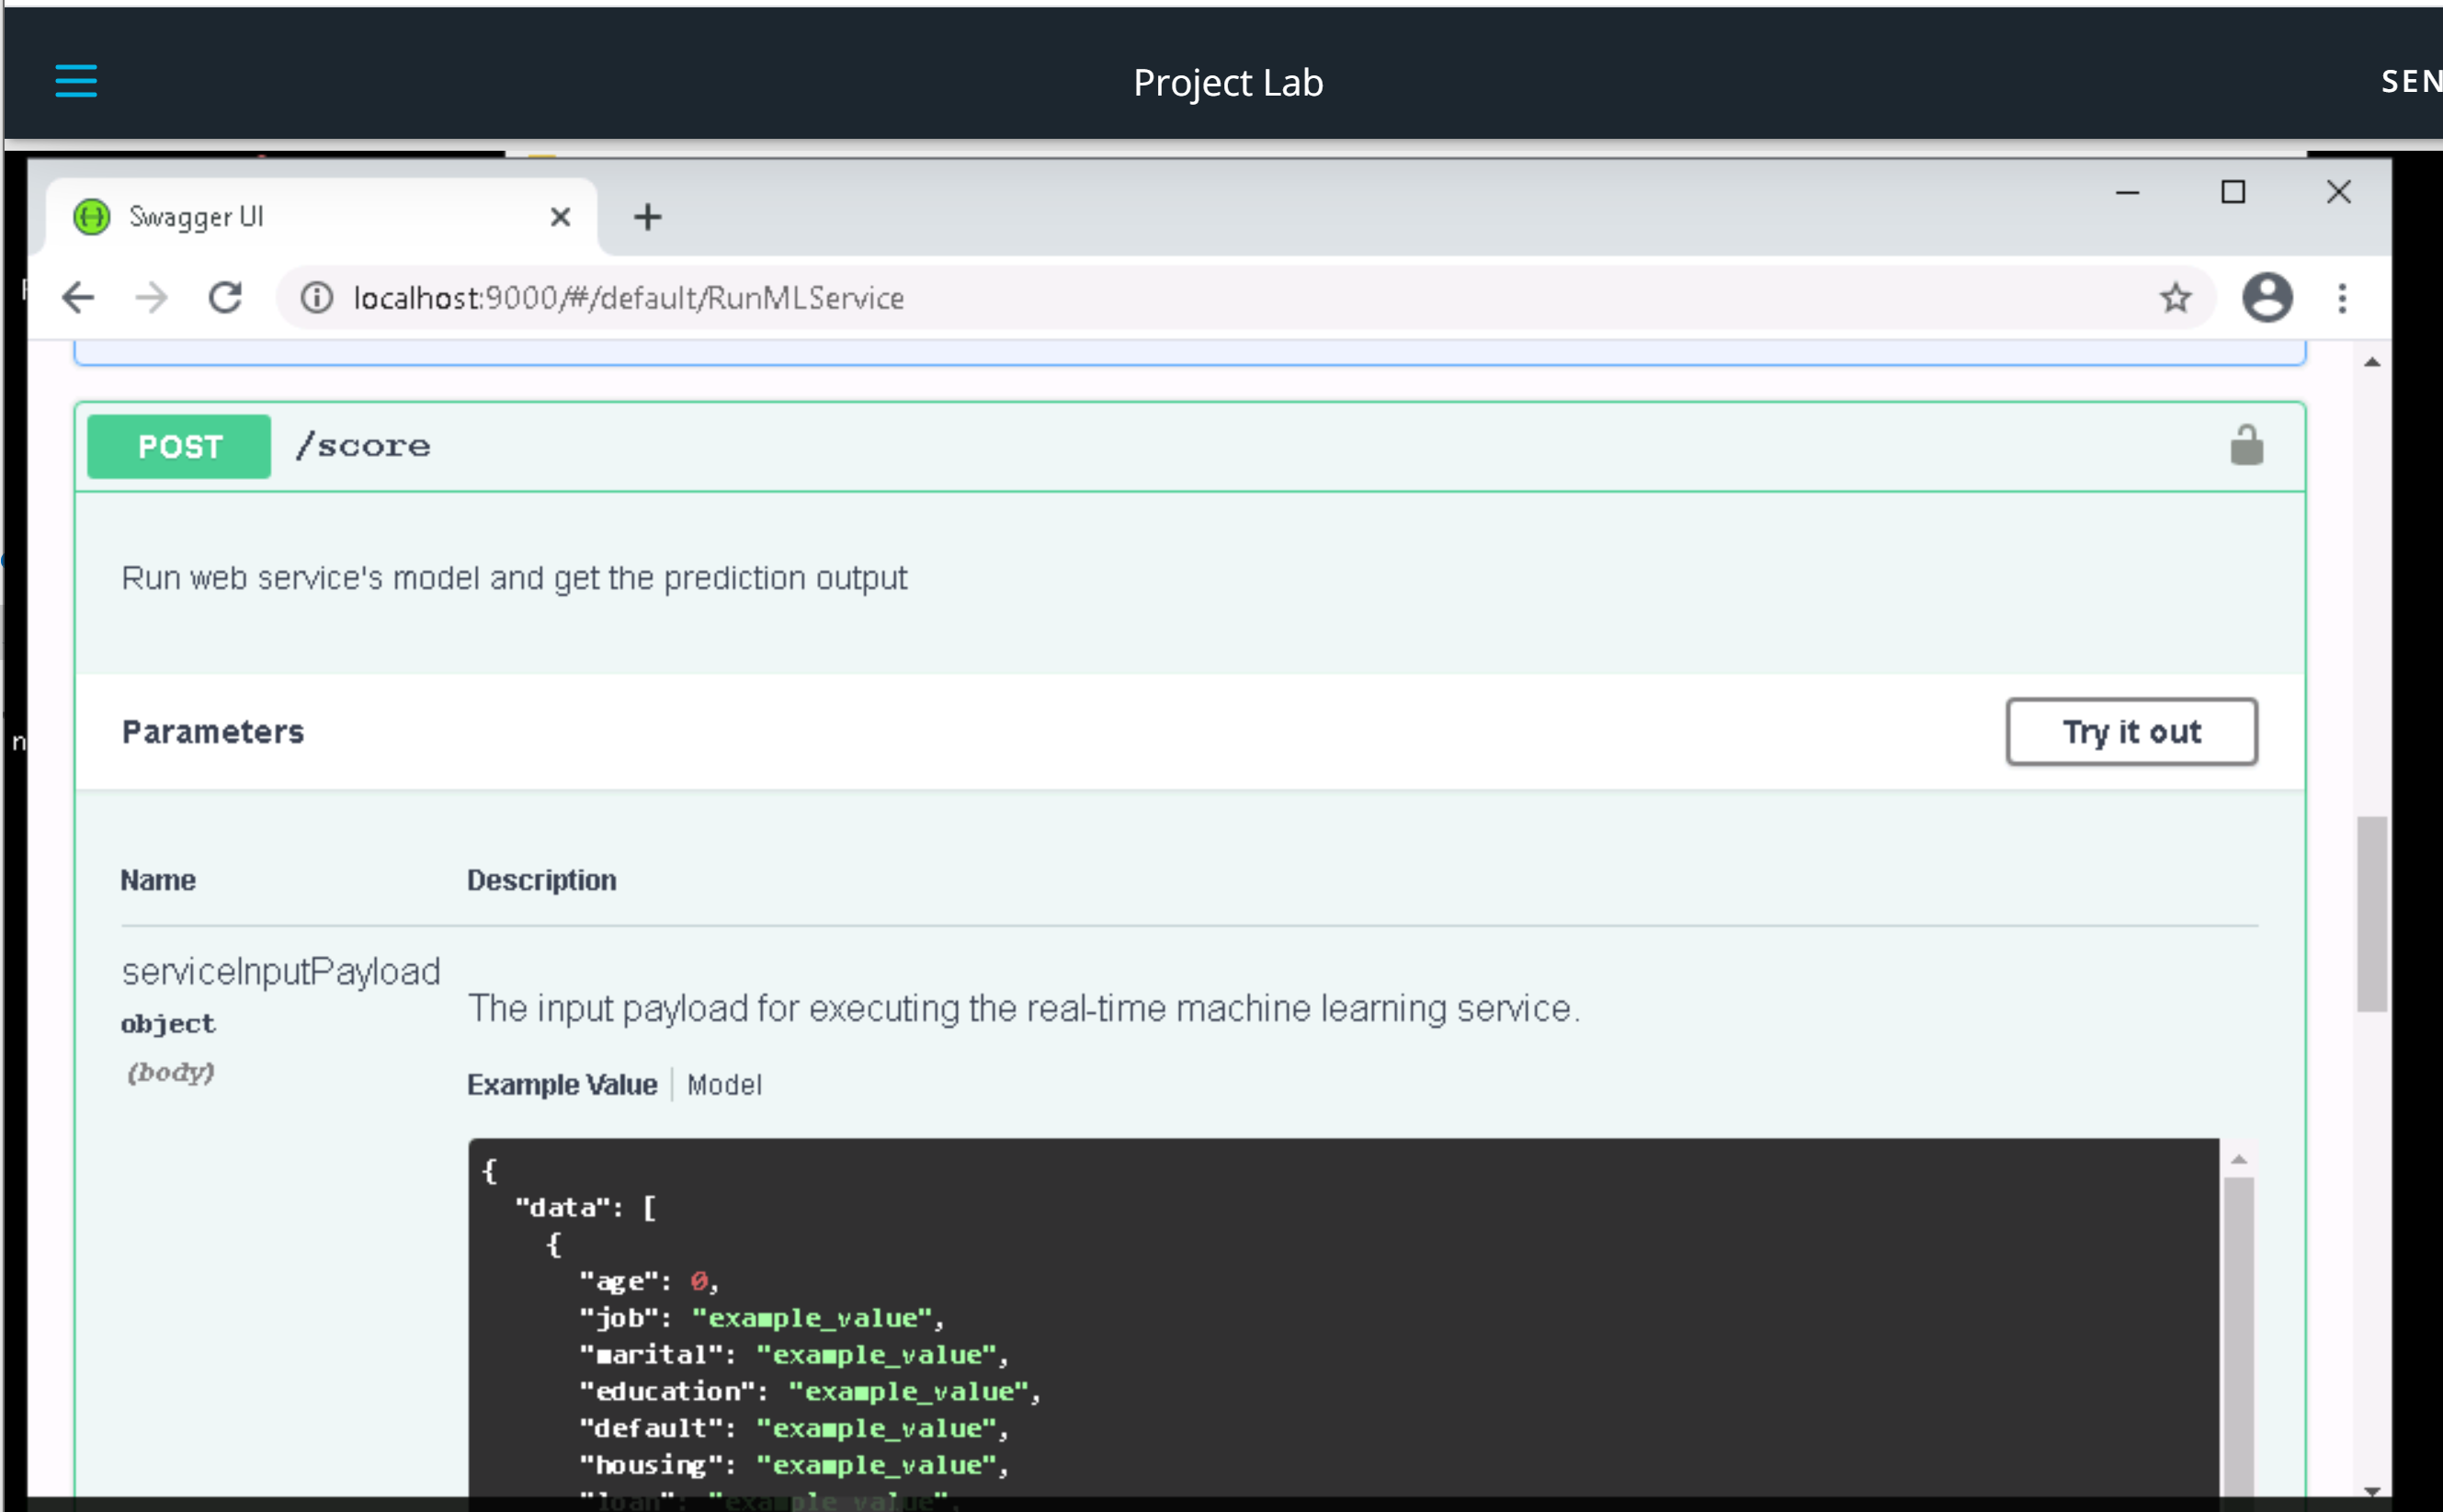 Project Lab
SEN
Swagger UI
localhost:9000/#/default/RunMLService
POST /score
Run web service's model and get the prediction output
Parameters
Try it out
Name Description
serviceInputPayload
object
(body)
The input payload for executing the real-time machine learning service.
Example Value Model
{
"data": [
{
"age": 0,
"job": "example_value",
"marital": "example_value",
"education": "example_value",
"default": "example_value",
"housing": "example_value",
"loan": "example_value",
n